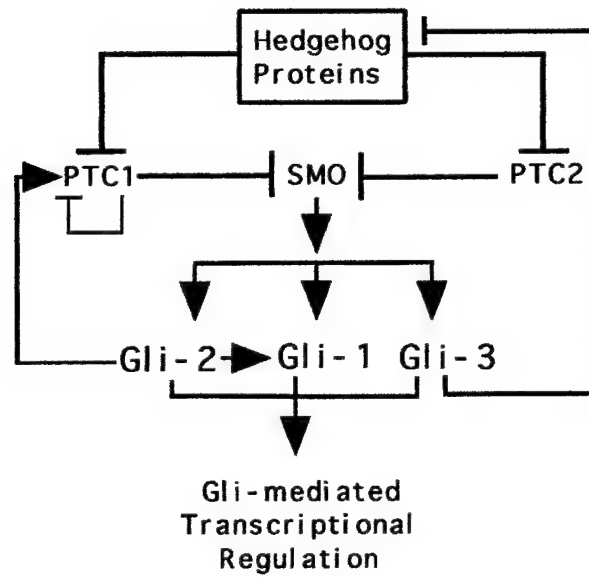 Hedgehog
Proteins
PTC1
SMO
PTC2
Gli-2
Gli-1
Gli-3
Gli-mediated
Transcriptional
Regulation